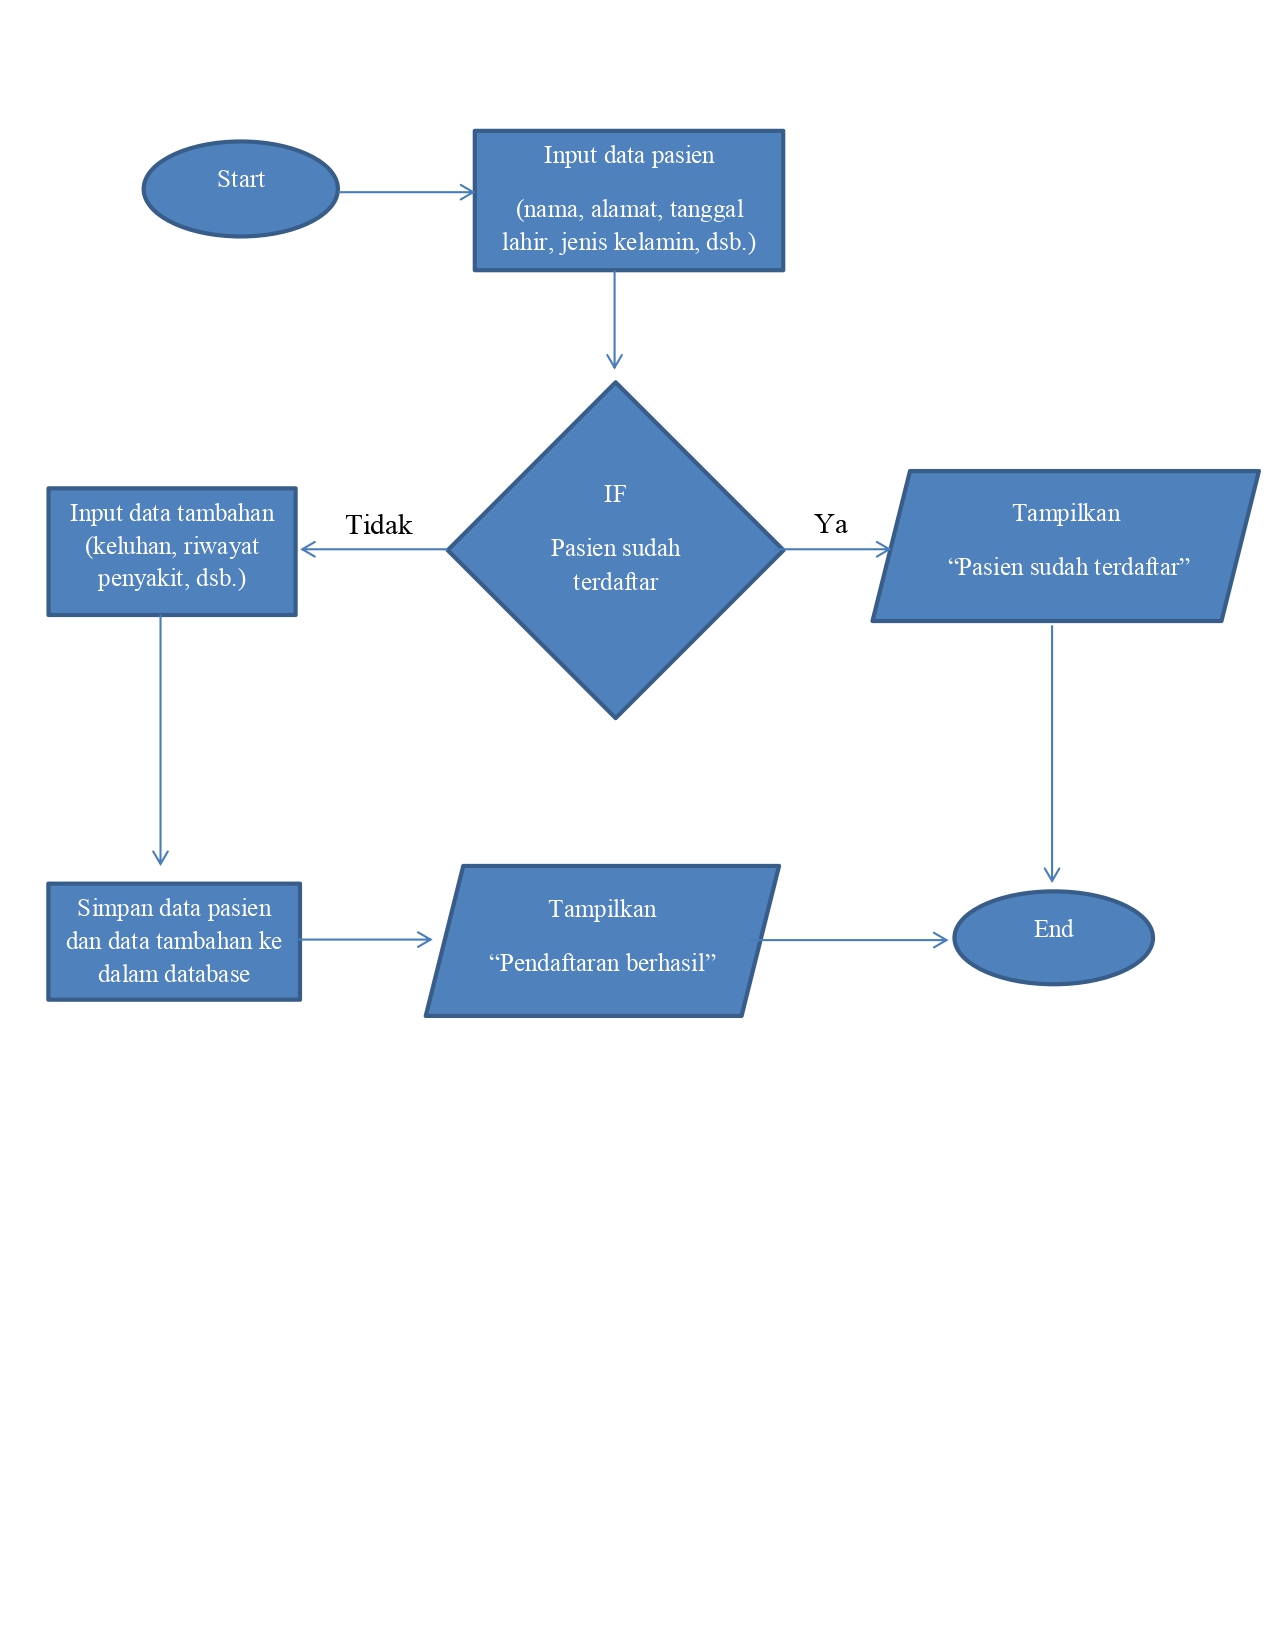 Start
Input data pasien
(nama, alamat, tanggal
lahir, jenis kelamin, dsb.)
IF
Pasien sudah
terdaftar
Tidak
Ya
Input data tambahan
(keluhan, riwayat
penyakit, dsb.)
Tampilkan
“Pasien sudah terdaftar”
Simpan data pasien
dan data tambahan ke
dalam database
Tampilkan
“Pendaftaran berhasil”
End